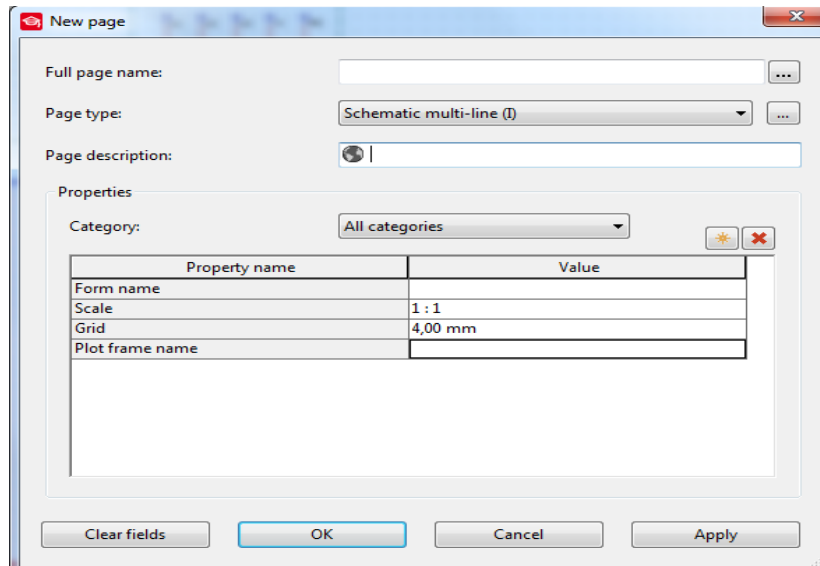 New page
Full page name:
...
Page type:
Schematic multi-line (I)
...
Page description:
Properties
Category:
All categories
Property name Value
Form name
Scale 1 : 1
Grid 4,00 mm
Plot frame name
Clear fields OK Cancel Apply